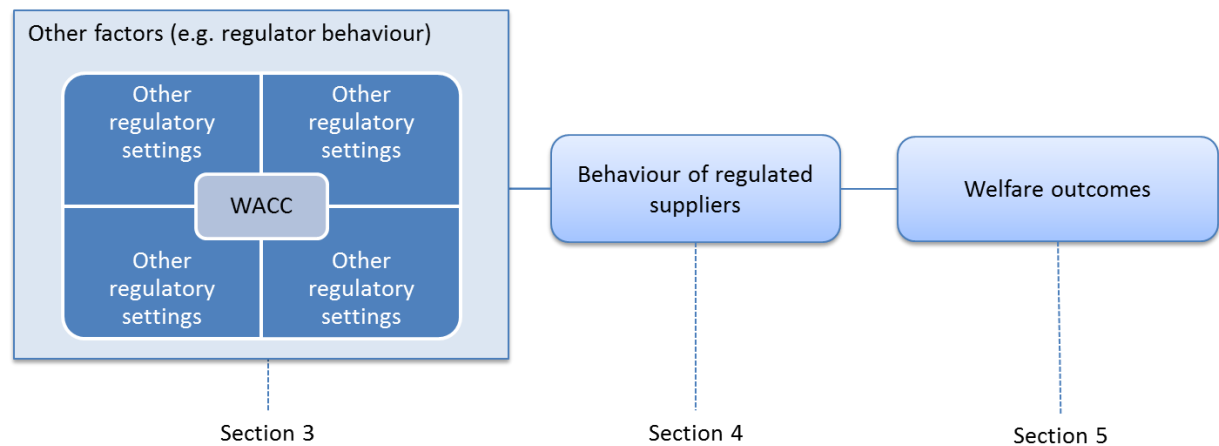 Other factors (e.g. regulator behaviour)
Other
regulatory
settings
Other
regulatory
settings
WACC
Other
regulatory
settings
Other
regulatory
settings
Behaviour of regulated
suppliers
Welfare outcomes
Section 3
Section 4
Section 5